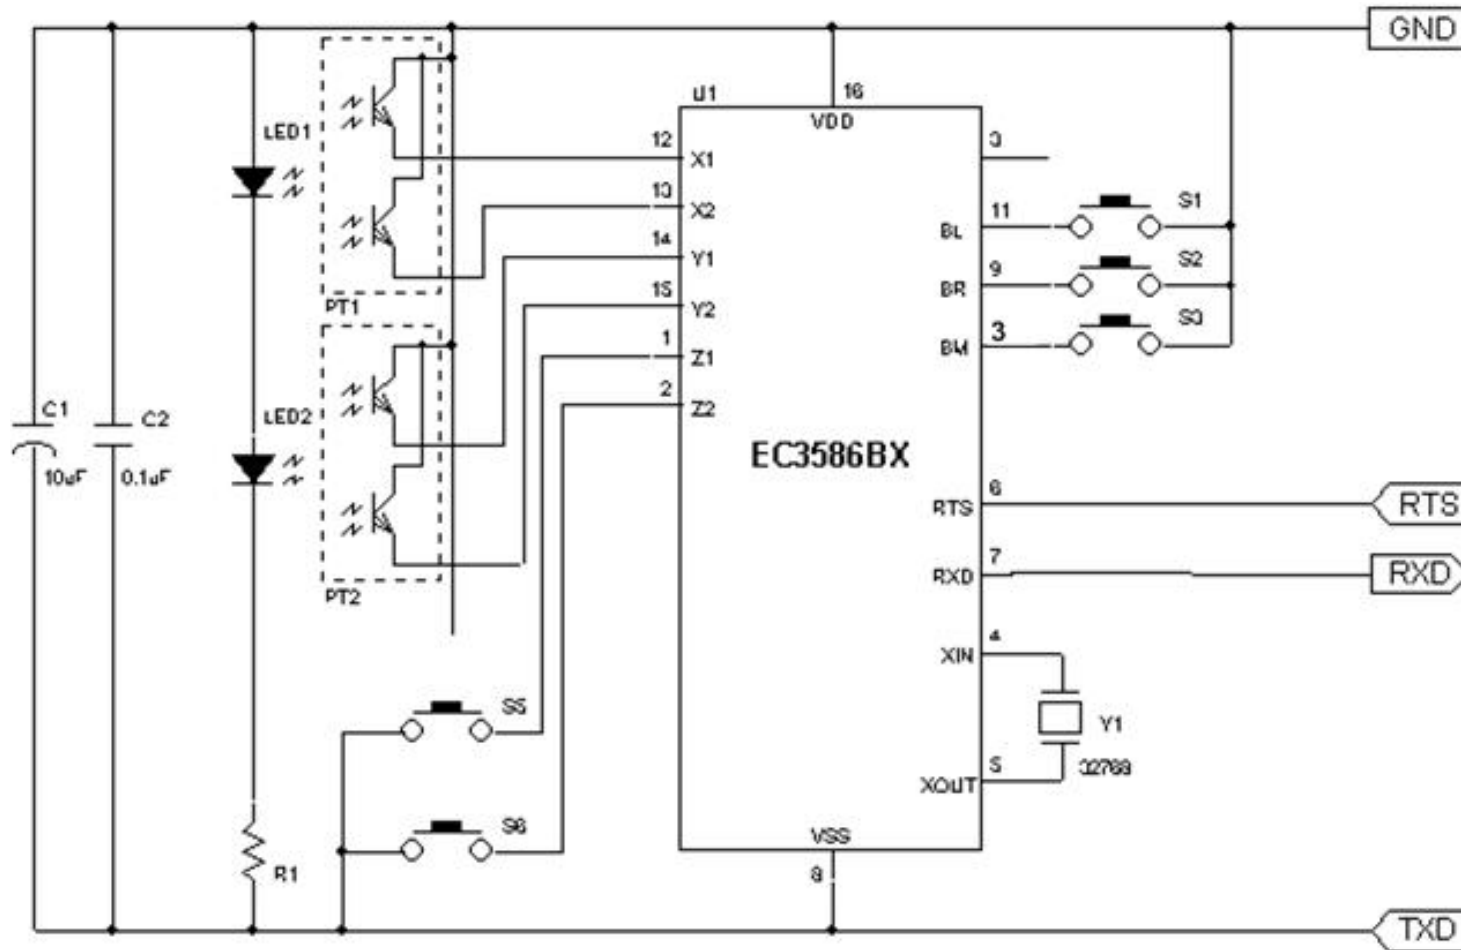 GND
U1
16
VDD
LED1
12
X1
3
13
X2
11
BL
S1
14
Y1
9
BR
S2
PT1
15
Y2
3
BM
S3
1
Z1
2
Z2
C1
C2
LED2
10uF
0.1uF
EC3586BX
6
RTS
RTS
7
RXD
RXD
PT2
4
XIN
S5
Y1
5
XOUT
32768
S6
VSS
R1
8
TXD